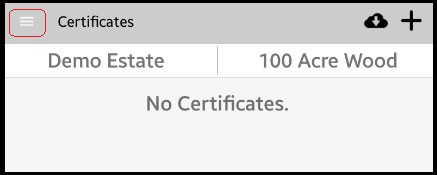 Certificates
Demo Estate 100 Acre Wood
No Certificates.